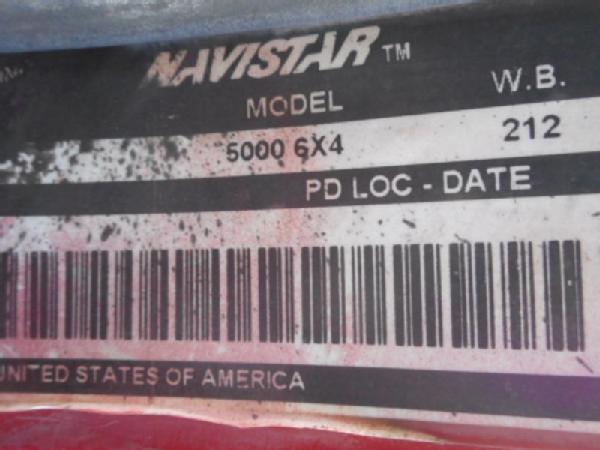 NAVISTAR™
MODEL W.B.
5000 6X4 212
PD LOC - DATE
UNITED STATES OF AMERICA